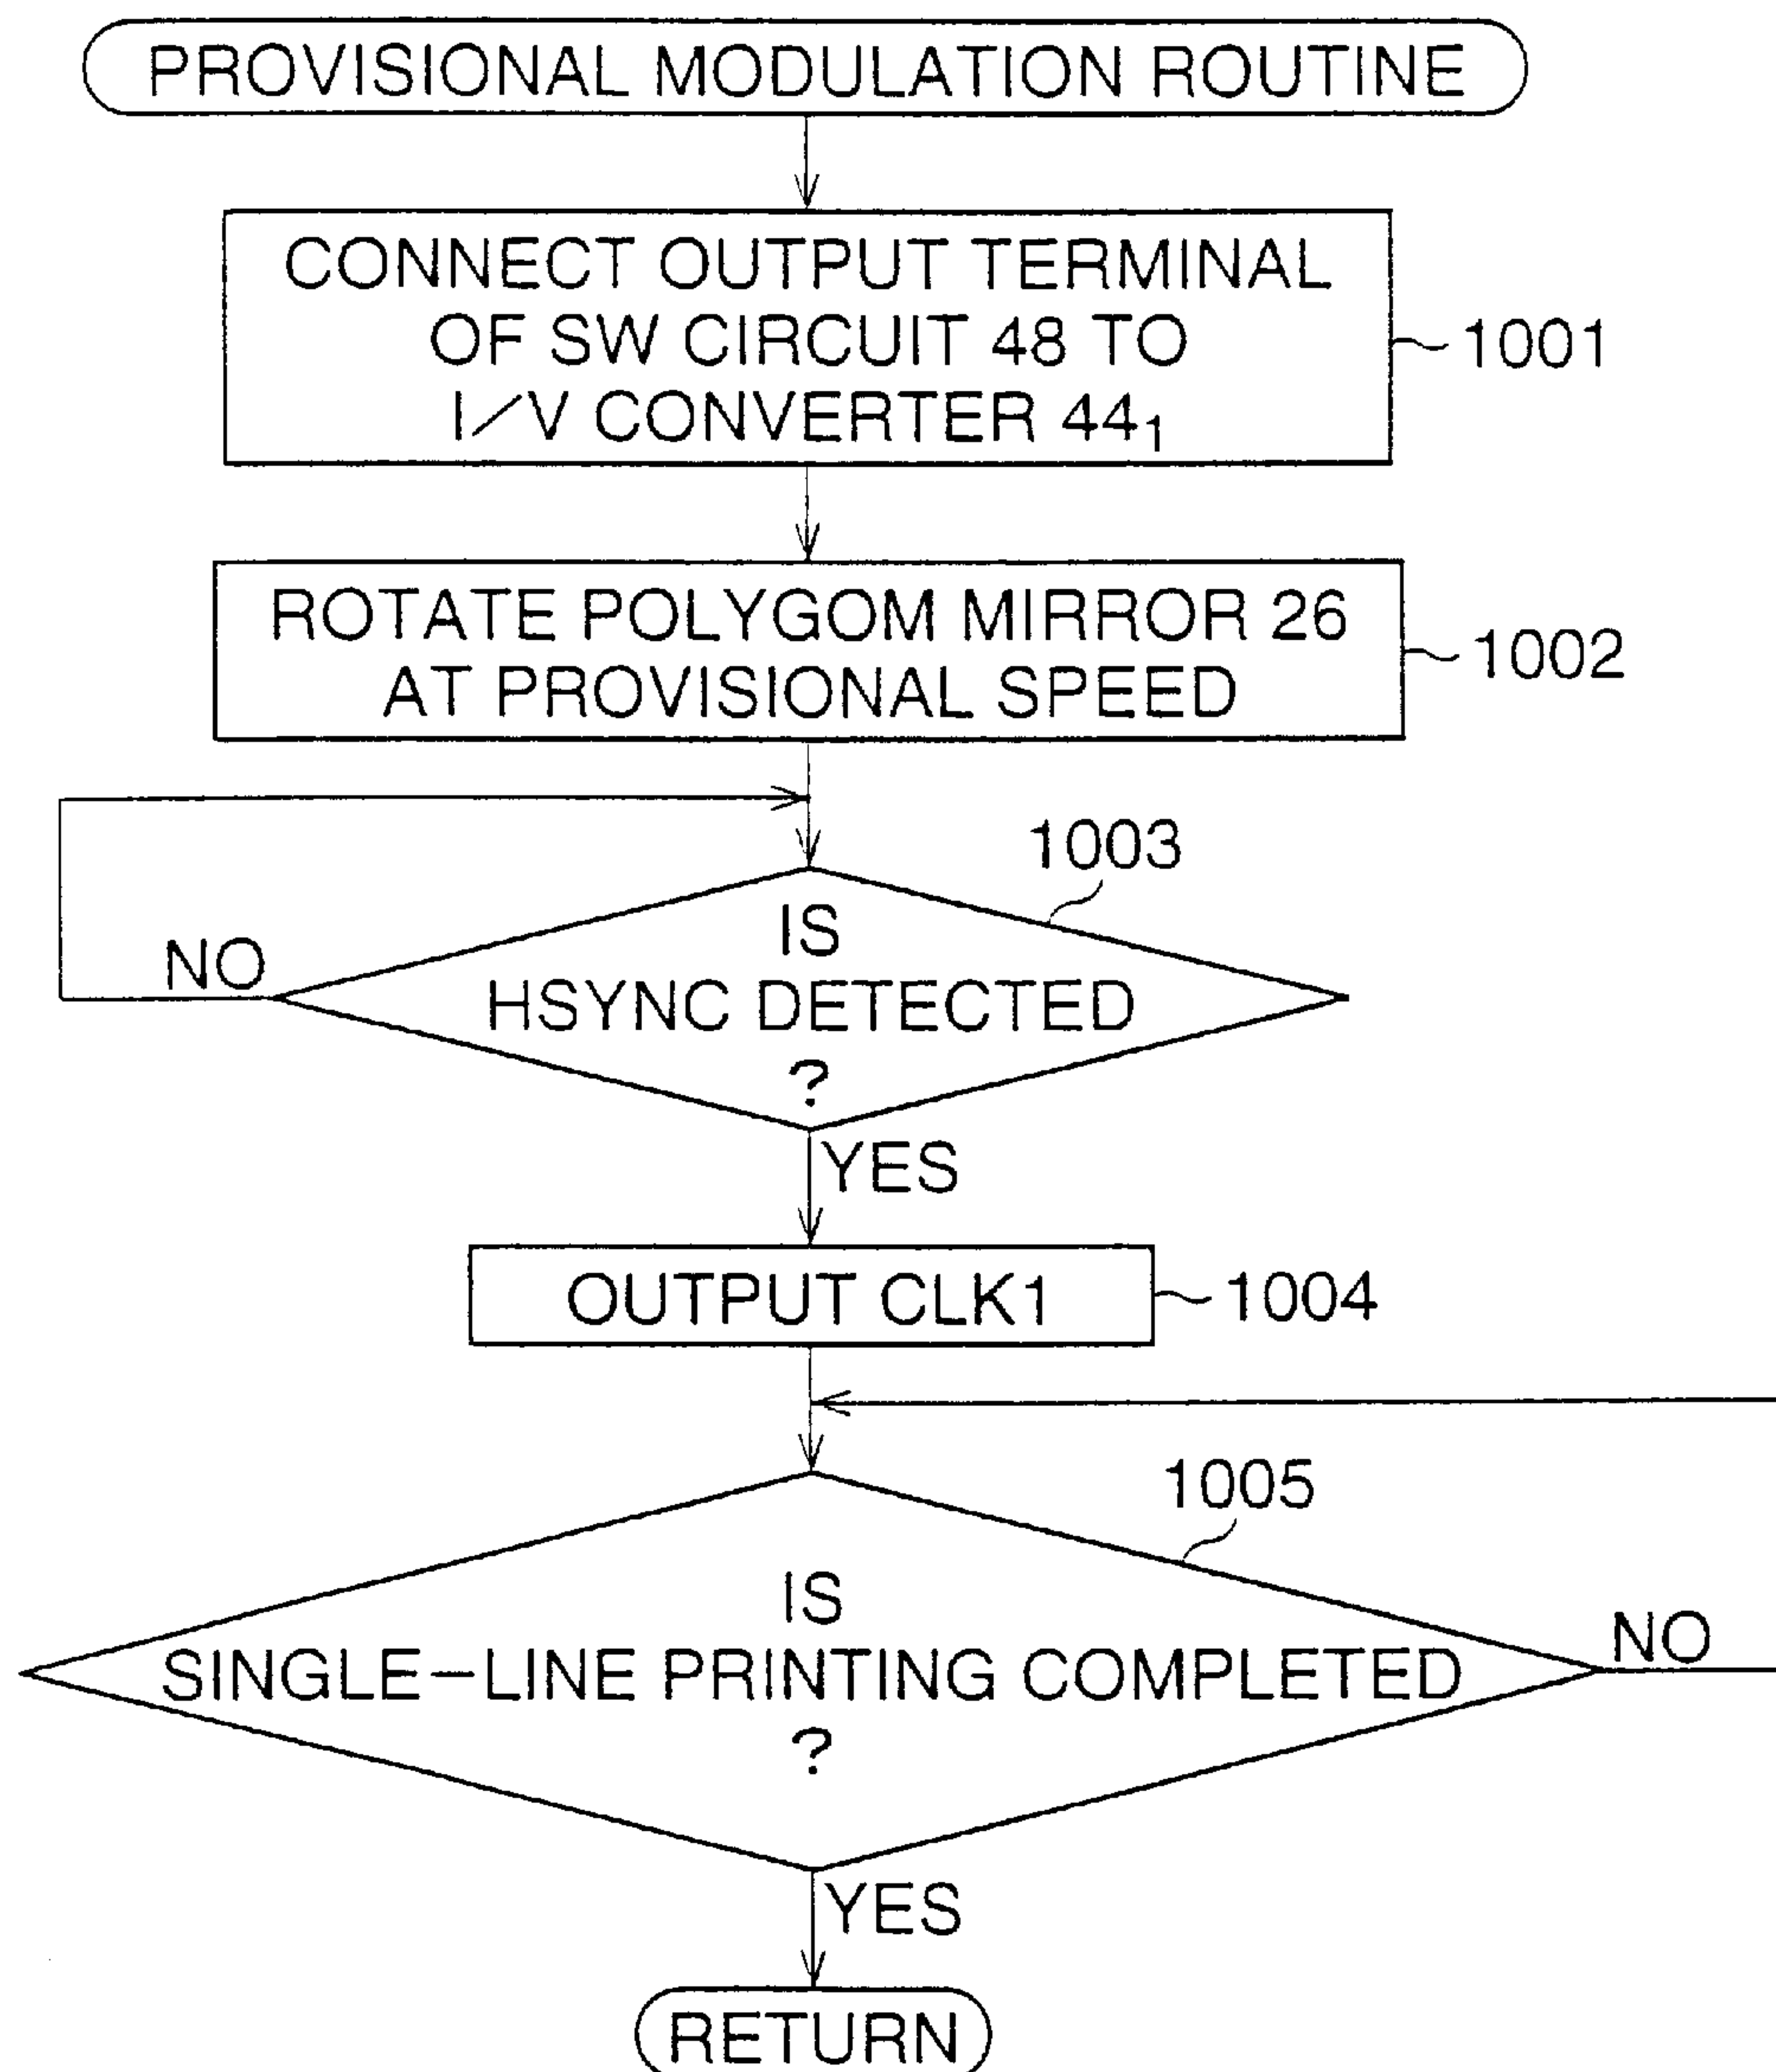 PROVISIONAL MODULATION ROUTINE
CONNECT OUTPUT TERMINAL
OF SW CIRCUIT 48 TO
I/V CONVERTER 44₁
1001
ROTATE POLYGOM MIRROR 26
AT PROVISIONAL SPEED
1002
1003
IS
HSYNC DETECTED
?
NO
YES
OUTPUT CLK1
1004
1005
IS
SINGLE-LINE PRINTING COMPLETED
?
NO
YES
RETURN